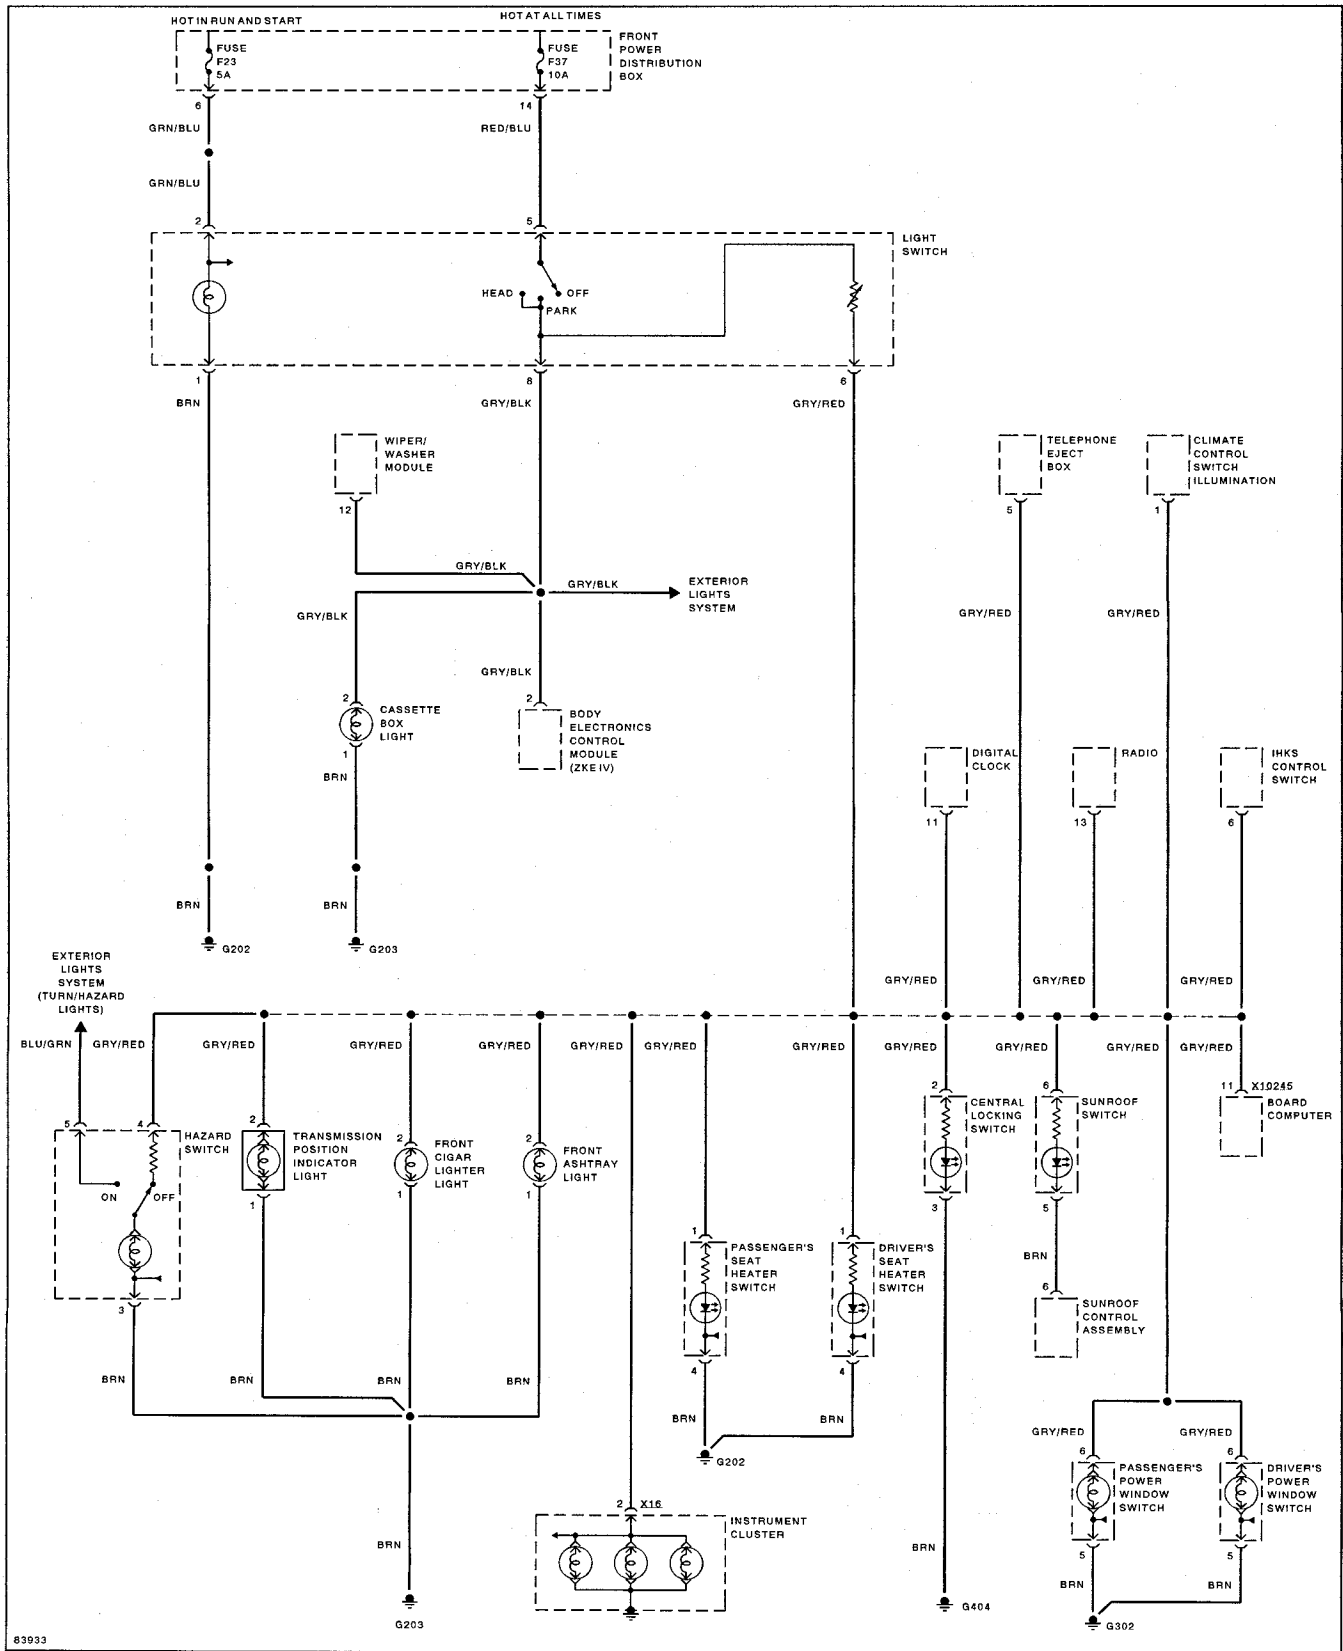 HOT IN RUN AND START
HOT AT ALL TIMES
FUSE
F23
5A
FUSE
F37
10A
FRONT
POWER
DISTRIBUTION
BOX
6
14
GRN/BLU
RED/BLU
GRN/BLU
2
5
LIGHT
SWITCH
HEAD
OFF
PARK
1
8
6
BRN
GRY/BLK
GRY/RED
WIPER/
WASHER
MODULE
TELEPHONE
EJECT
BOX
CLIMATE
CONTROL
SWITCH
ILLUMINATION
12
5
1
GRY/BLK
GRY/BLK
EXTERIOR
LIGHTS
SYSTEM
GRY/BLK
GRY/RED
GRY/RED
GRY/BLK
2
CASSETTE
BOX
LIGHT
1
2
BODY
ELECTRONICS
CONTROL
MODULE
(ZKE IV)
BRN
DIGITAL
CLOCK
RADIO
IHKS
CONTROL
SWITCH
11
13
6
BRN
BRN
G202
G203
EXTERIOR
LIGHTS
SYSTEM
(TURN/HAZARD
LIGHTS)
GRY/RED
GRY/RED
GRY/RED
BLU/GRN
GRY/RED
GRY/RED
GRY/RED
GRY/RED
GRY/RED
GRY/RED
GRY/RED
GRY/RED
GRY/RED
GRY/RED
GRY/RED
5
4
HAZARD
SWITCH
ON
OFF
3
2
TRANSMISSION
POSITION
INDICATOR
LIGHT
1
2
FRONT
CIGAR
LIGHTER
LIGHT
1
2
FRONT
ASHTRAY
LIGHT
1
2
CENTRAL
LOCKING
SWITCH
3
6
SUNROOF
SWITCH
5
11 X10245
BOARD
COMPUTER
1
PASSENGER'S
SEAT
HEATER
SWITCH
4
1
DRIVER'S
SEAT
HEATER
SWITCH
4
BRN
6
SUNROOF
CONTROL
ASSEMBLY
BRN
BRN
BRN
BRN
BRN
BRN
G202
GRY/RED
GRY/RED
6
PASSENGER'S
POWER
WINDOW
SWITCH
5
6
DRIVER'S
POWER
WINDOW
SWITCH
5
2 X16
INSTRUMENT
CLUSTER
BRN
BRN
BRN
BRN
G203
G404
G302
83933